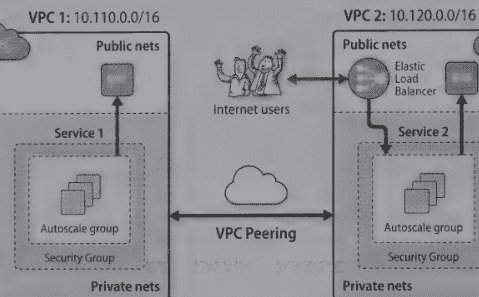 VPC 1: 10.110.0.0/16
Public nets
Service 1
Autoscale group
Security Group
Private nets
Internet users
VPC Peering
VPC 2: 10.120.0.0/16
Public nets
Elastic
Load
Balancer
Service 2
Autoscale group
Security Group
Private nets